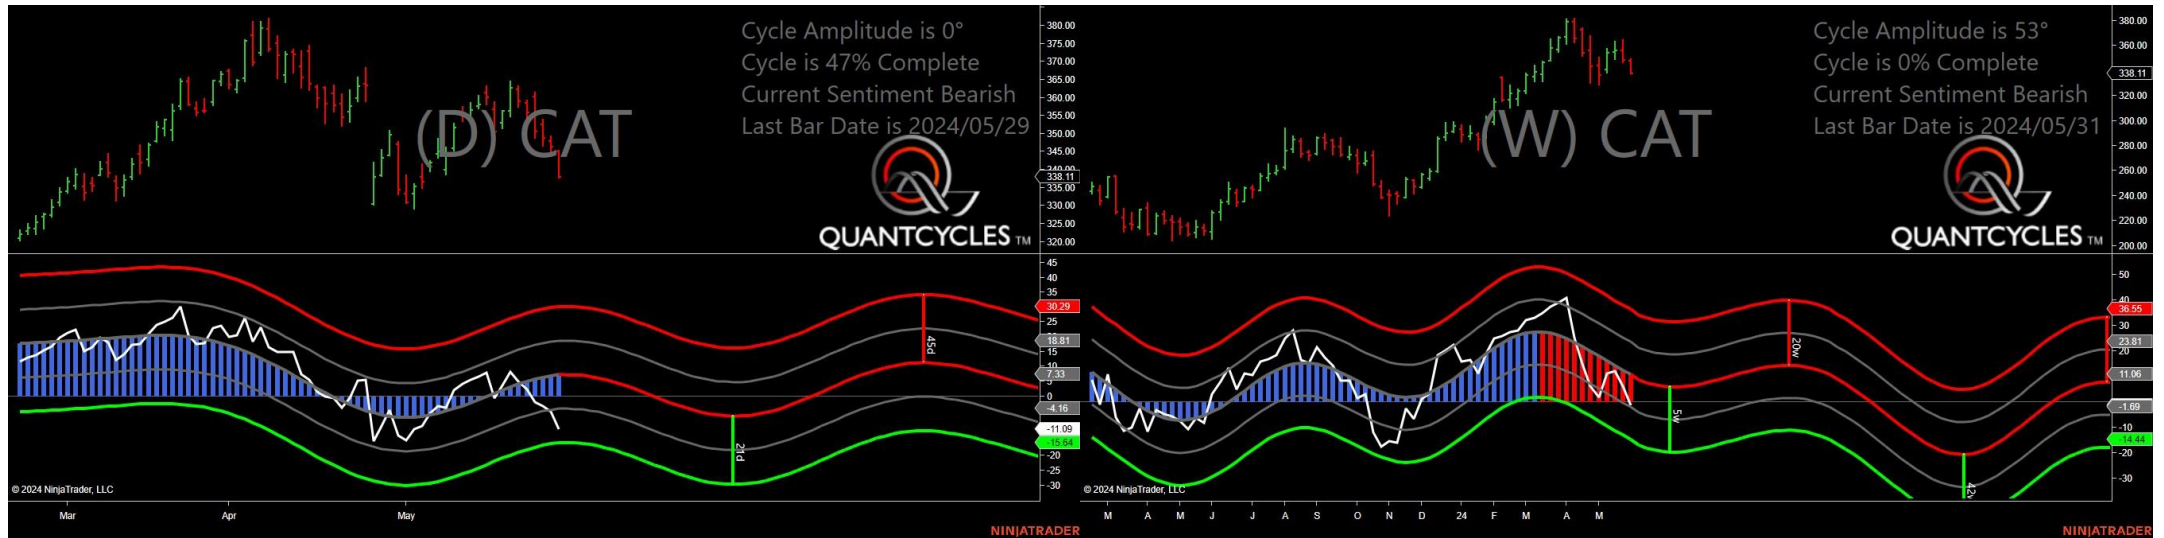 Cycle Amplitude is 0°
Cycle is 47% Complete
Current Sentiment Bearish
Last Bar Date is 2024/05/29
(D) CAT
QUANTCYCLES TM
380.00
375.00
370.00
365.00
360.00
355.00
350.00
345.00
340.00
338.11
335.00
330.00
325.00
320.00
45
40
35
30.29
25
18.81
15
10
7.33
5
0
-4.16
-11.09
-15.64
-20
-25
-30
45d
21d
© 2024 NinjaTrader, LLC
Mar Apr May
NINJATRADER
Cycle Amplitude is 53°
Cycle is 0% Complete
Current Sentiment Bearish
Last Bar Date is 2024/05/31
(W) CAT
QUANTCYCLES TM
380.00
360.00
338.11
320.00
300.00
280.00
260.00
240.00
220.00
200.00
50
40
36.55
30
23.81
20
11.06
-1.69
-10
-14.44
-20
-30
20w
5w
© 2024 NinjaTrader, LLC
M A M J J A S O N D 24 F M A M
NINJATRADER